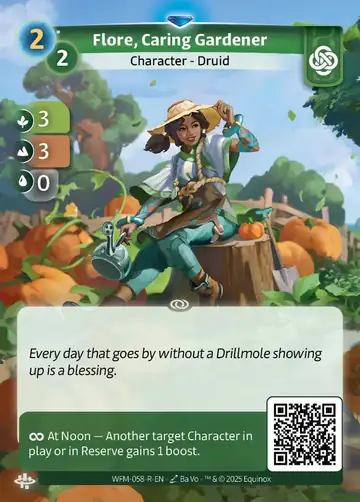 2
Flore, Caring Gardener
2
Character - Druid
3
3
0
Every day that goes by without a Drillmole showing
up is a blessing.
∞ At Noon — Another target Character in
play or in Reserve gains 1 boost.
WFM-058-R-EN - Ba Vo - ™ & © 2025 Equinox